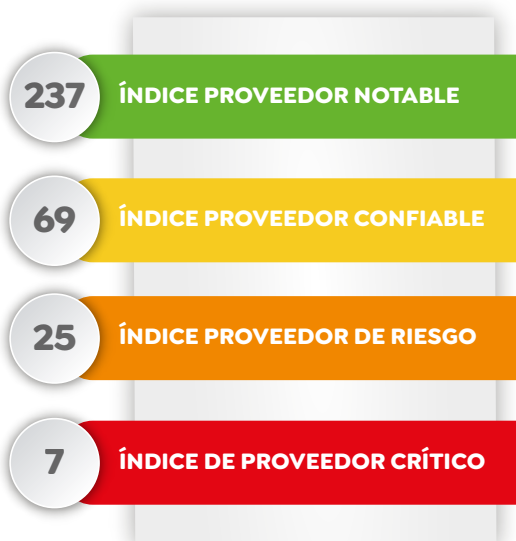 237
ÍNDICE PROVEEDOR NOTABLE
69
ÍNDICE PROVEEDOR CONFIABLE
25
ÍNDICE PROVEEDOR DE RIESGO
7
ÍNDICE DE PROVEEDOR CRÍTICO